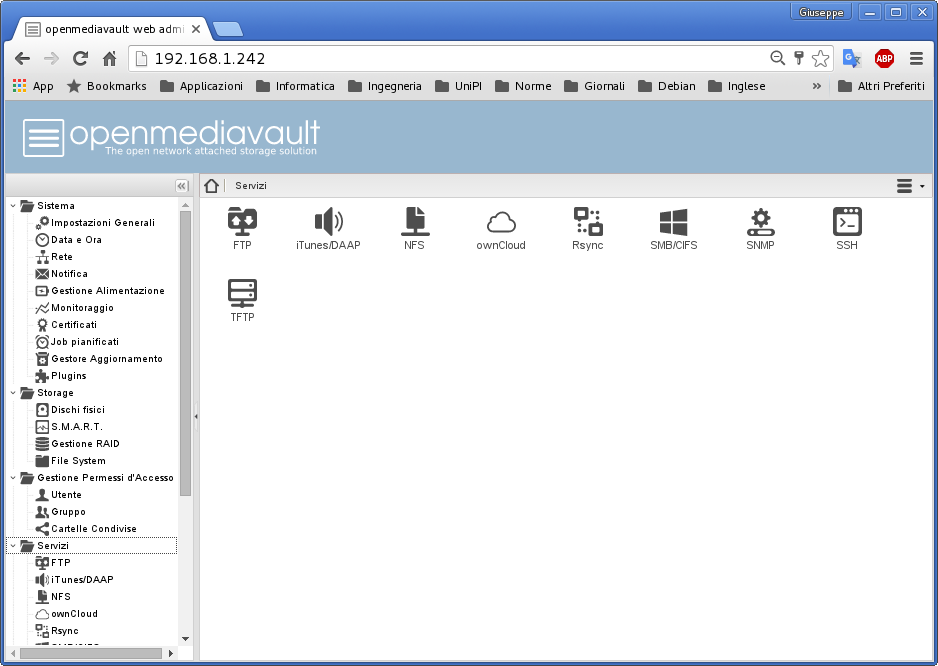 Giuseppe
openmediavault web admi
192.168.1.242
App Bookmarks Applicazioni Informatica Ingegneria UniPI Norme Giornali Debian Inglese » Altri Preferiti
openmediavault
The open network attached storage solution
Servizi
Sistema
Impostazioni Generali
Data e Ora
Rete
Notifica
Gestione Alimentazione
Monitoraggio
Certificati
Job pianificati
Gestore Aggiornamento
Plugins
Storage
Dischi fisici
S.M.A.R.T.
Gestione RAID
File System
Gestione Permessi d'Accesso
Utente
Gruppo
Cartelle Condivise
Servizi
FTP
iTunes/DAAP
NFS
ownCloud
Rsync
FTP iTunes/DAAP NFS ownCloud Rsync SMB/CIFS SNMP SSH
TFTP
ABP